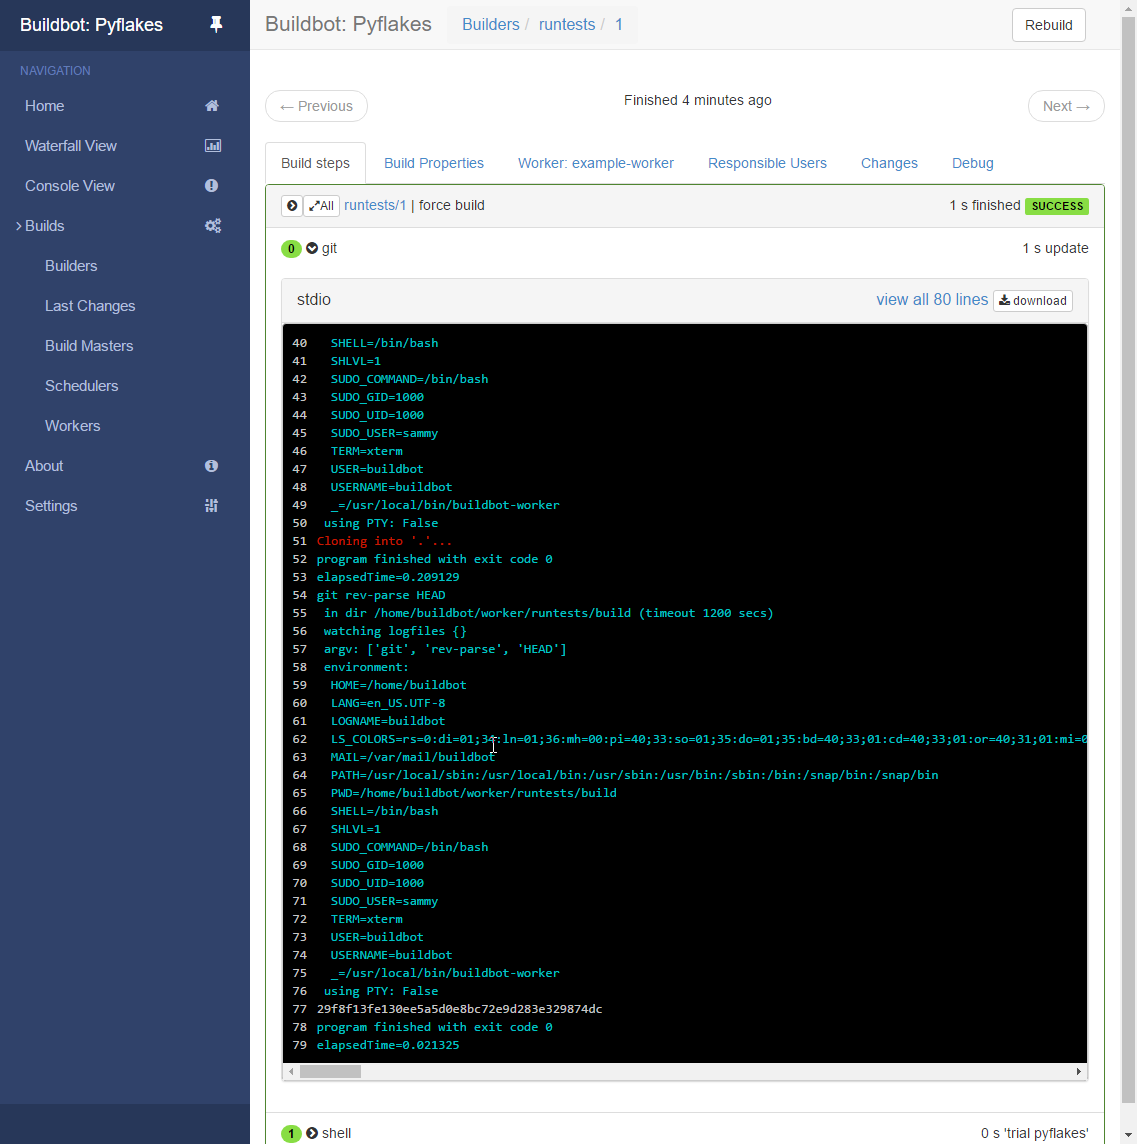 Buildbot: Pyflakes
NAVIGATION
Home
Waterfall View
Console View
Builds
Builders
Last Changes
Build Masters
Schedulers
Workers
About
Settings
Buildbot: Pyflakes Builders / runtests / 1 Rebuild
← Previous Finished 4 minutes ago Next →
Build steps Build Properties Worker: example-worker Responsible Users Changes Debug
All runtests/1 | force build 1 s finished SUCCESS
0 git 1 s update
stdio view all 80 lines download
40 SHELL=/bin/bash
41 SHLVL=1
42 SUDO_COMMAND=/bin/bash
43 SUDO_GID=1000
44 SUDO_UID=1000
45 SUDO_USER=sammy
46 TERM=xterm
47 USER=buildbot
48 USERNAME=buildbot
49 _=/usr/local/bin/buildbot-worker
50 using PTY: False
51 Cloning into '.'...
52 program finished with exit code 0
53 elapsedTime=0.209129
54 git rev-parse HEAD
55 in dir /home/buildbot/worker/runtests/build (timeout 1200 secs)
56 watching logfiles {}
57 argv: ['git', 'rev-parse', 'HEAD']
58 environment:
59 HOME=/home/buildbot
60 LANG=en_US.UTF-8
61 LOGNAME=buildbot
62 LS_COLORS=rs=0:di=01;34:ln=01;36:mh=00:pi=40;33:so=01;35:do=01;35:bd=40;33;01:cd=40;33;01:or=40;31;01:mi=0
63 MAIL=/var/mail/buildbot
64 PATH=/usr/local/sbin:/usr/local/bin:/usr/sbin:/usr/bin:/sbin:/bin:/snap/bin:/snap/bin
65 PWD=/home/buildbot/worker/runtests/build
66 SHELL=/bin/bash
67 SHLVL=1
68 SUDO_COMMAND=/bin/bash
69 SUDO_GID=1000
70 SUDO_UID=1000
71 SUDO_USER=sammy
72 TERM=xterm
73 USER=buildbot
74 USERNAME=buildbot
75 _=/usr/local/bin/buildbot-worker
76 using PTY: False
77 29f8f13fe130ee5a5d0e8bc72e9d283e329874dc
78 program finished with exit code 0
79 elapsedTime=0.021325
1 shell 0 s 'trial pyflakes'